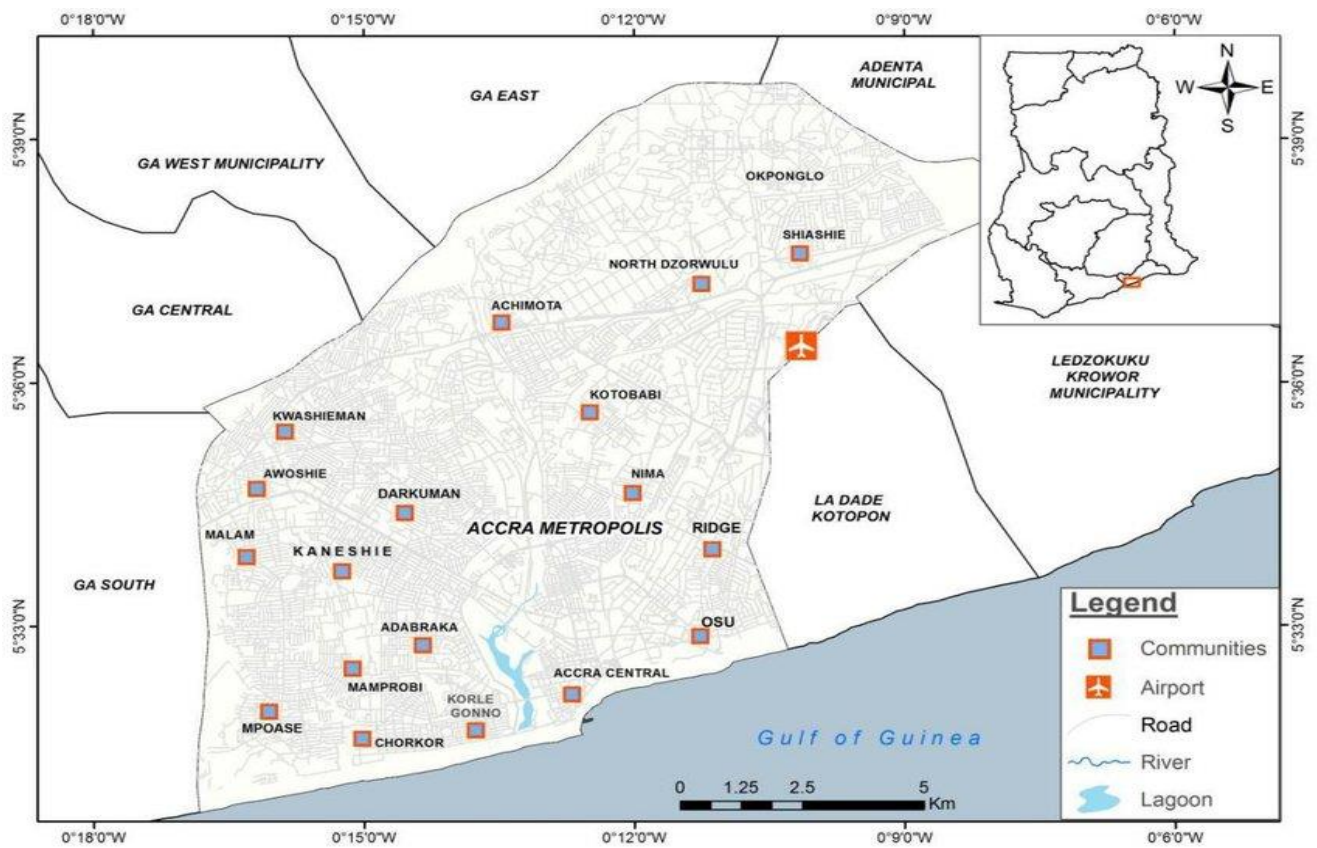 0°18'0"W
0°15'0"W
0°12'0"W
0°9'0"W
0°6'0"W
ADENTA
MUNICIPAL
N
W
E
S
GA EAST
5°39'0"N
5°39'0"N
GA WEST MUNICIPALITY
OKPONGLO
SHIASHIE
NORTH DZORWULU
ACHIMOTA
GA CENTRAL
LEDZOKUKU
KROWOR
MUNICIPALITY
5°36'0"N
5°36'0"N
KOTOBABI
KWASHIEMAN
AWOSHIE
NIMA
DARKUMAN
LA DADE
KOTOPON
ACCRA METROPOLIS
RIDGE
MALAM
KANESHIE
GA SOUTH
5°33'0"N
5°33'0"N
ADABRAKA
OSU
ACCRA CENTRAL
MAMPROBI
KORLE
GONNO
MPOASE
CHORKOR
Gulf of Guinea
Legend
Communities
Airport
Road
River
Lagoon
0 1.25 2.5 5
Km
0°18'0"W
0°15'0"W
0°12'0"W
0°9'0"W
0°6'0"W